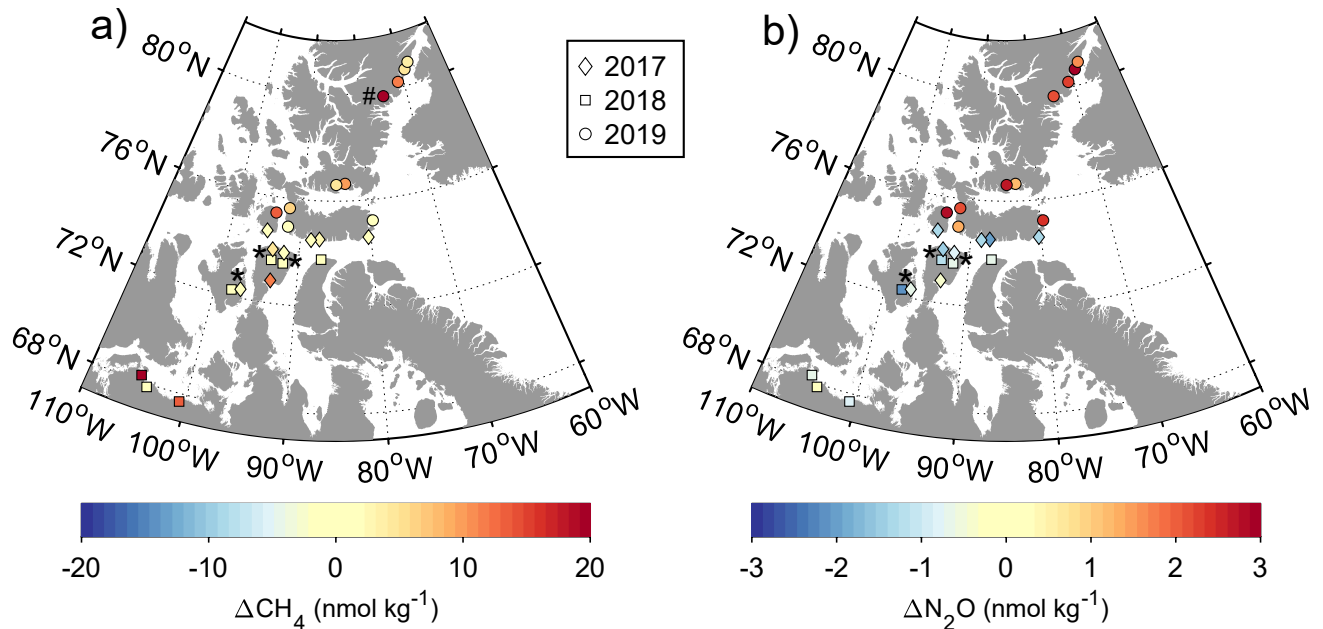 a)
80°N
76°N
72°N
68°N
110°W
100°W
90°W
80°W
70°W
60°W
#
*
*
*
2017
2018
2019
b)
80°N
76°N
72°N
68°N
110°W
100°W
90°W
80°W
70°W
60°W
*
*
*
-20 -10 0 10 20
ΔCH₄ (nmol kg⁻¹)
-3 -2 -1 0 1 2 3
ΔN₂O (nmol kg⁻¹)